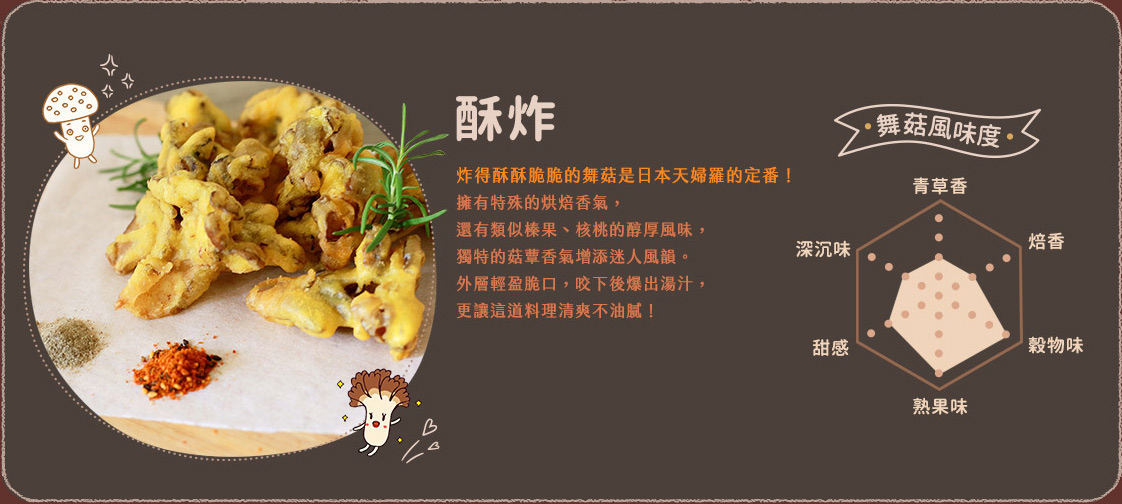 酥炸
炸得酥酥脆脆的舞菇是日本天婦羅的定番！
擁有特殊的烘焙香氣，
還有類似榛果、核桃的醇厚風味，
獨特的菇蕈香氣增添迷人風韻。
外層輕盈脆口，咬下後爆出湯汁，
更讓這道料理清爽不油膩！
舞菇風味度
青草香
焙香
穀物味
熟果味
甜感
深沉味